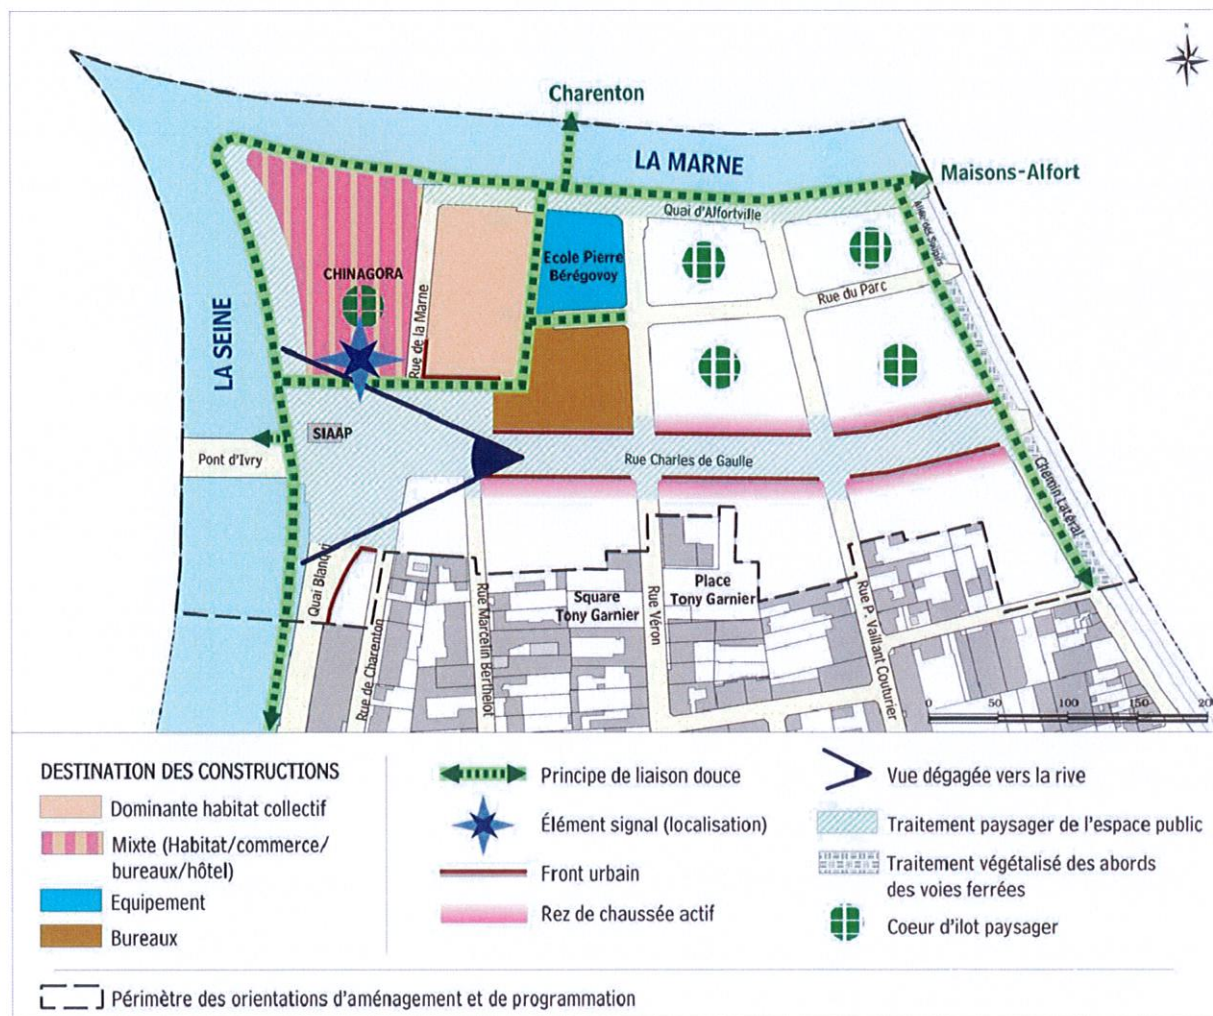 N
Charenton
LA MARNE
Maisons-Alfort
Quai d'Alfortville
Allée des Soupirs
Ecole Pierre
Bérégovoy
CHINAGORA
Rue de la Marne
Rue du Parc
LA SEINE
SIAAP
Pont d'Ivry
Rue Charles de Gaulle
Chemin Latéral
Quai Blanqui
Rue de Charenton
Rue Marcelin Berthelot
Square
Tony Garnier
Rue Véron
Place
Tony Garnier
Rue P. Vaillant Couturier
0 50 100 150 200
DESTINATION DES CONSTRUCTIONS
Dominante habitat collectif
Mixte (Habitat/commerce/
bureaux/hôtel)
Equipement
Bureaux
Principe de liaison douce
Élément signal (localisation)
Front urbain
Rez de chaussée actif
Vue dégagée vers la rive
Traitement paysager de l'espace public
Traitement végétalisé des abords
des voies ferrées
Coeur d'ilot paysager
Périmètre des orientations d'aménagement et de programmation